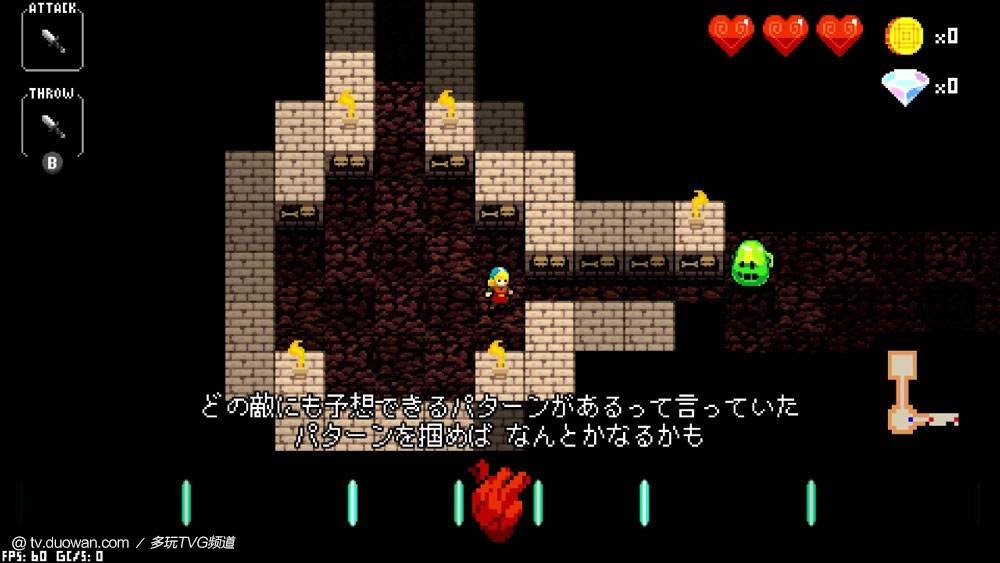 ATTACK
x0
x0
THROW
B
どの敵にも予想できるパターンがあるって言っていた
パターンを掴めば なんとかなるかも
@ tv.duowan.com / 多玩TVG频道
FPS: 60 GC/S: 0